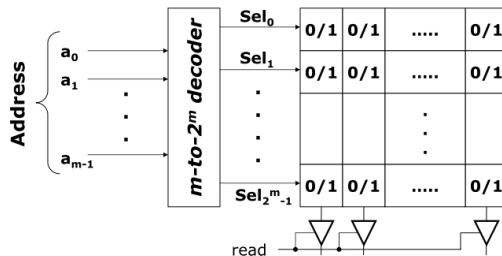 Address
a₀
a₁
aₘ₋₁
m-to-2ᵐ decoder
Sel₀
Sel₁
Sel₂ᵐ₋₁
0/1 0/1 ..... 0/1
0/1 0/1 ..... 0/1
0/1 0/1 ..... 0/1
read